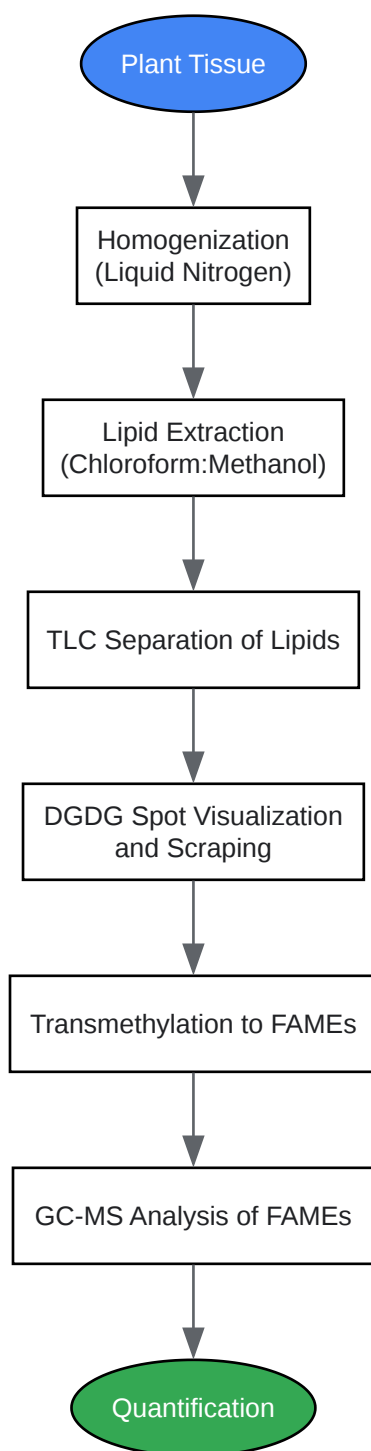 Plant Tissue
Homogenization
(Liquid Nitrogen)
Lipid Extraction
(Chloroform:Methanol)
TLC Separation of Lipids
DGDG Spot Visualization
and Scraping
Transmethylation to FAMEs
GC-MS Analysis of FAMEs
Quantification